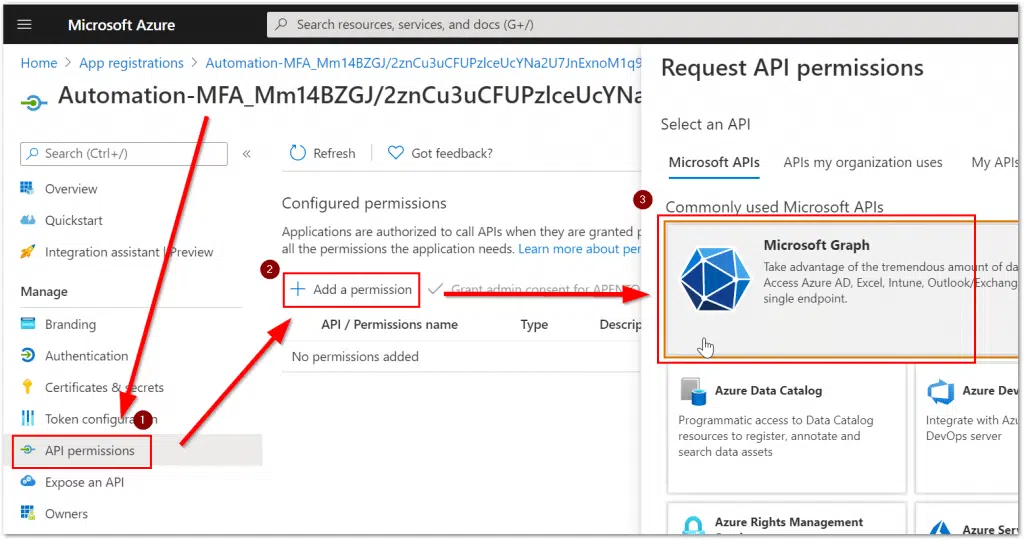 Microsoft Azure
Search resources, services, and docs (G+/)
Home > App registrations > Automation-MFA_Mm14BZGJ/2znCu3uCFUPzlceUcYNa2U7JnExnoM1q9
Automation-MFA_Mm14BZGJ/2znCu3uCFUPzlceUcYNa
Search (Ctrl+/)
«
Overview
Quickstart
Integration assistant | Preview
Manage
Branding
Authentication
Certificates & secrets
Token configuration
1
API permissions
Expose an API
Owners
Refresh
Got feedback?
Configured permissions
Applications are authorized to call APIs when they are granted p
all the permissions the application needs. Learn more about per
2
Add a permission
Grant admin consent for APENTO
API / Permissions name Type Descrip
No permissions added
Request API permissions
Select an API
Microsoft APIs APIs my organization uses My APIs
3
Commonly used Microsoft APIs
Microsoft Graph
Take advantage of the tremendous amount of da
Access Azure AD, Excel, Intune, Outlook/Exchang
single endpoint.
Azure Data Catalog
Programmatic access to Data Catalog
resources to register, annotate and
search data assets
Azure Dev
Integrate with Azu
DevOps server
Azure Rights Management
Azure Serv